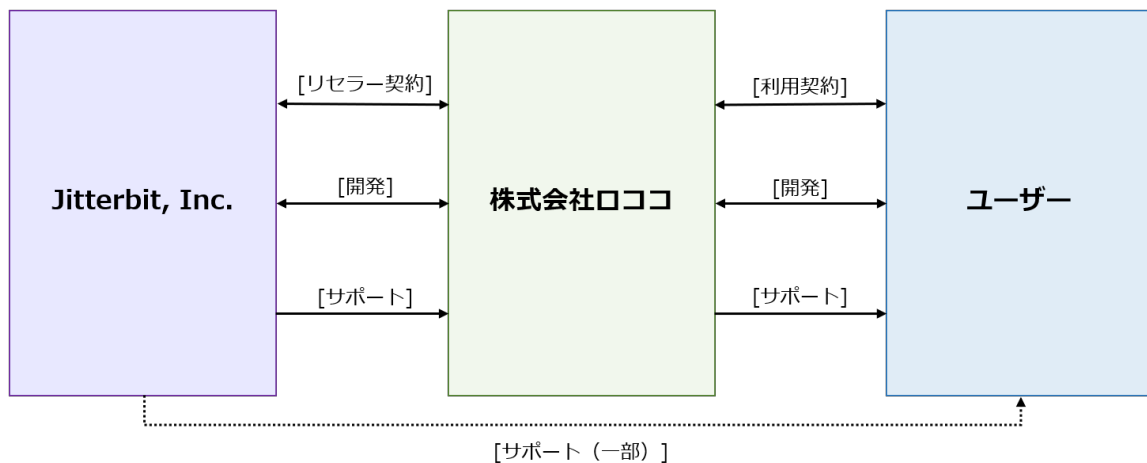 [リセラー契約]
[利用契約]
Jitterbit, Inc.
[開発]
株式会社ロココ
[開発]
ユーザー
[サポート]
[サポート]
[サポート（一部）]